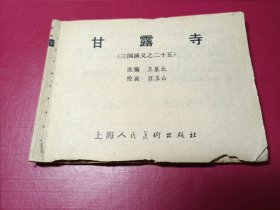 甘露寺
(三国演义之二十五)
改编 王星北
绘画 汪玉山
上海人民美術出版社